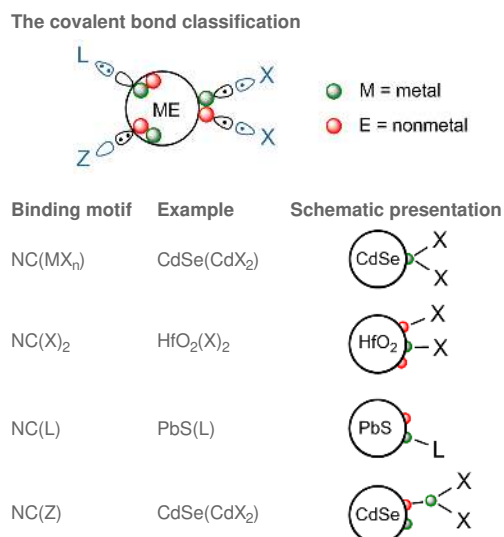 The covalent bond classification
L
X
ME
Z
X
M = metal
E = nonmetal
Binding motif Example Schematic presentation
NC(MXn) CdSe(CdX2) CdSe X X
NC(X)2 HfO2(X)2 HfO2 X X
NC(L) PbS(L) PbS L
NC(Z) CdSe(CdX2) CdSe X X